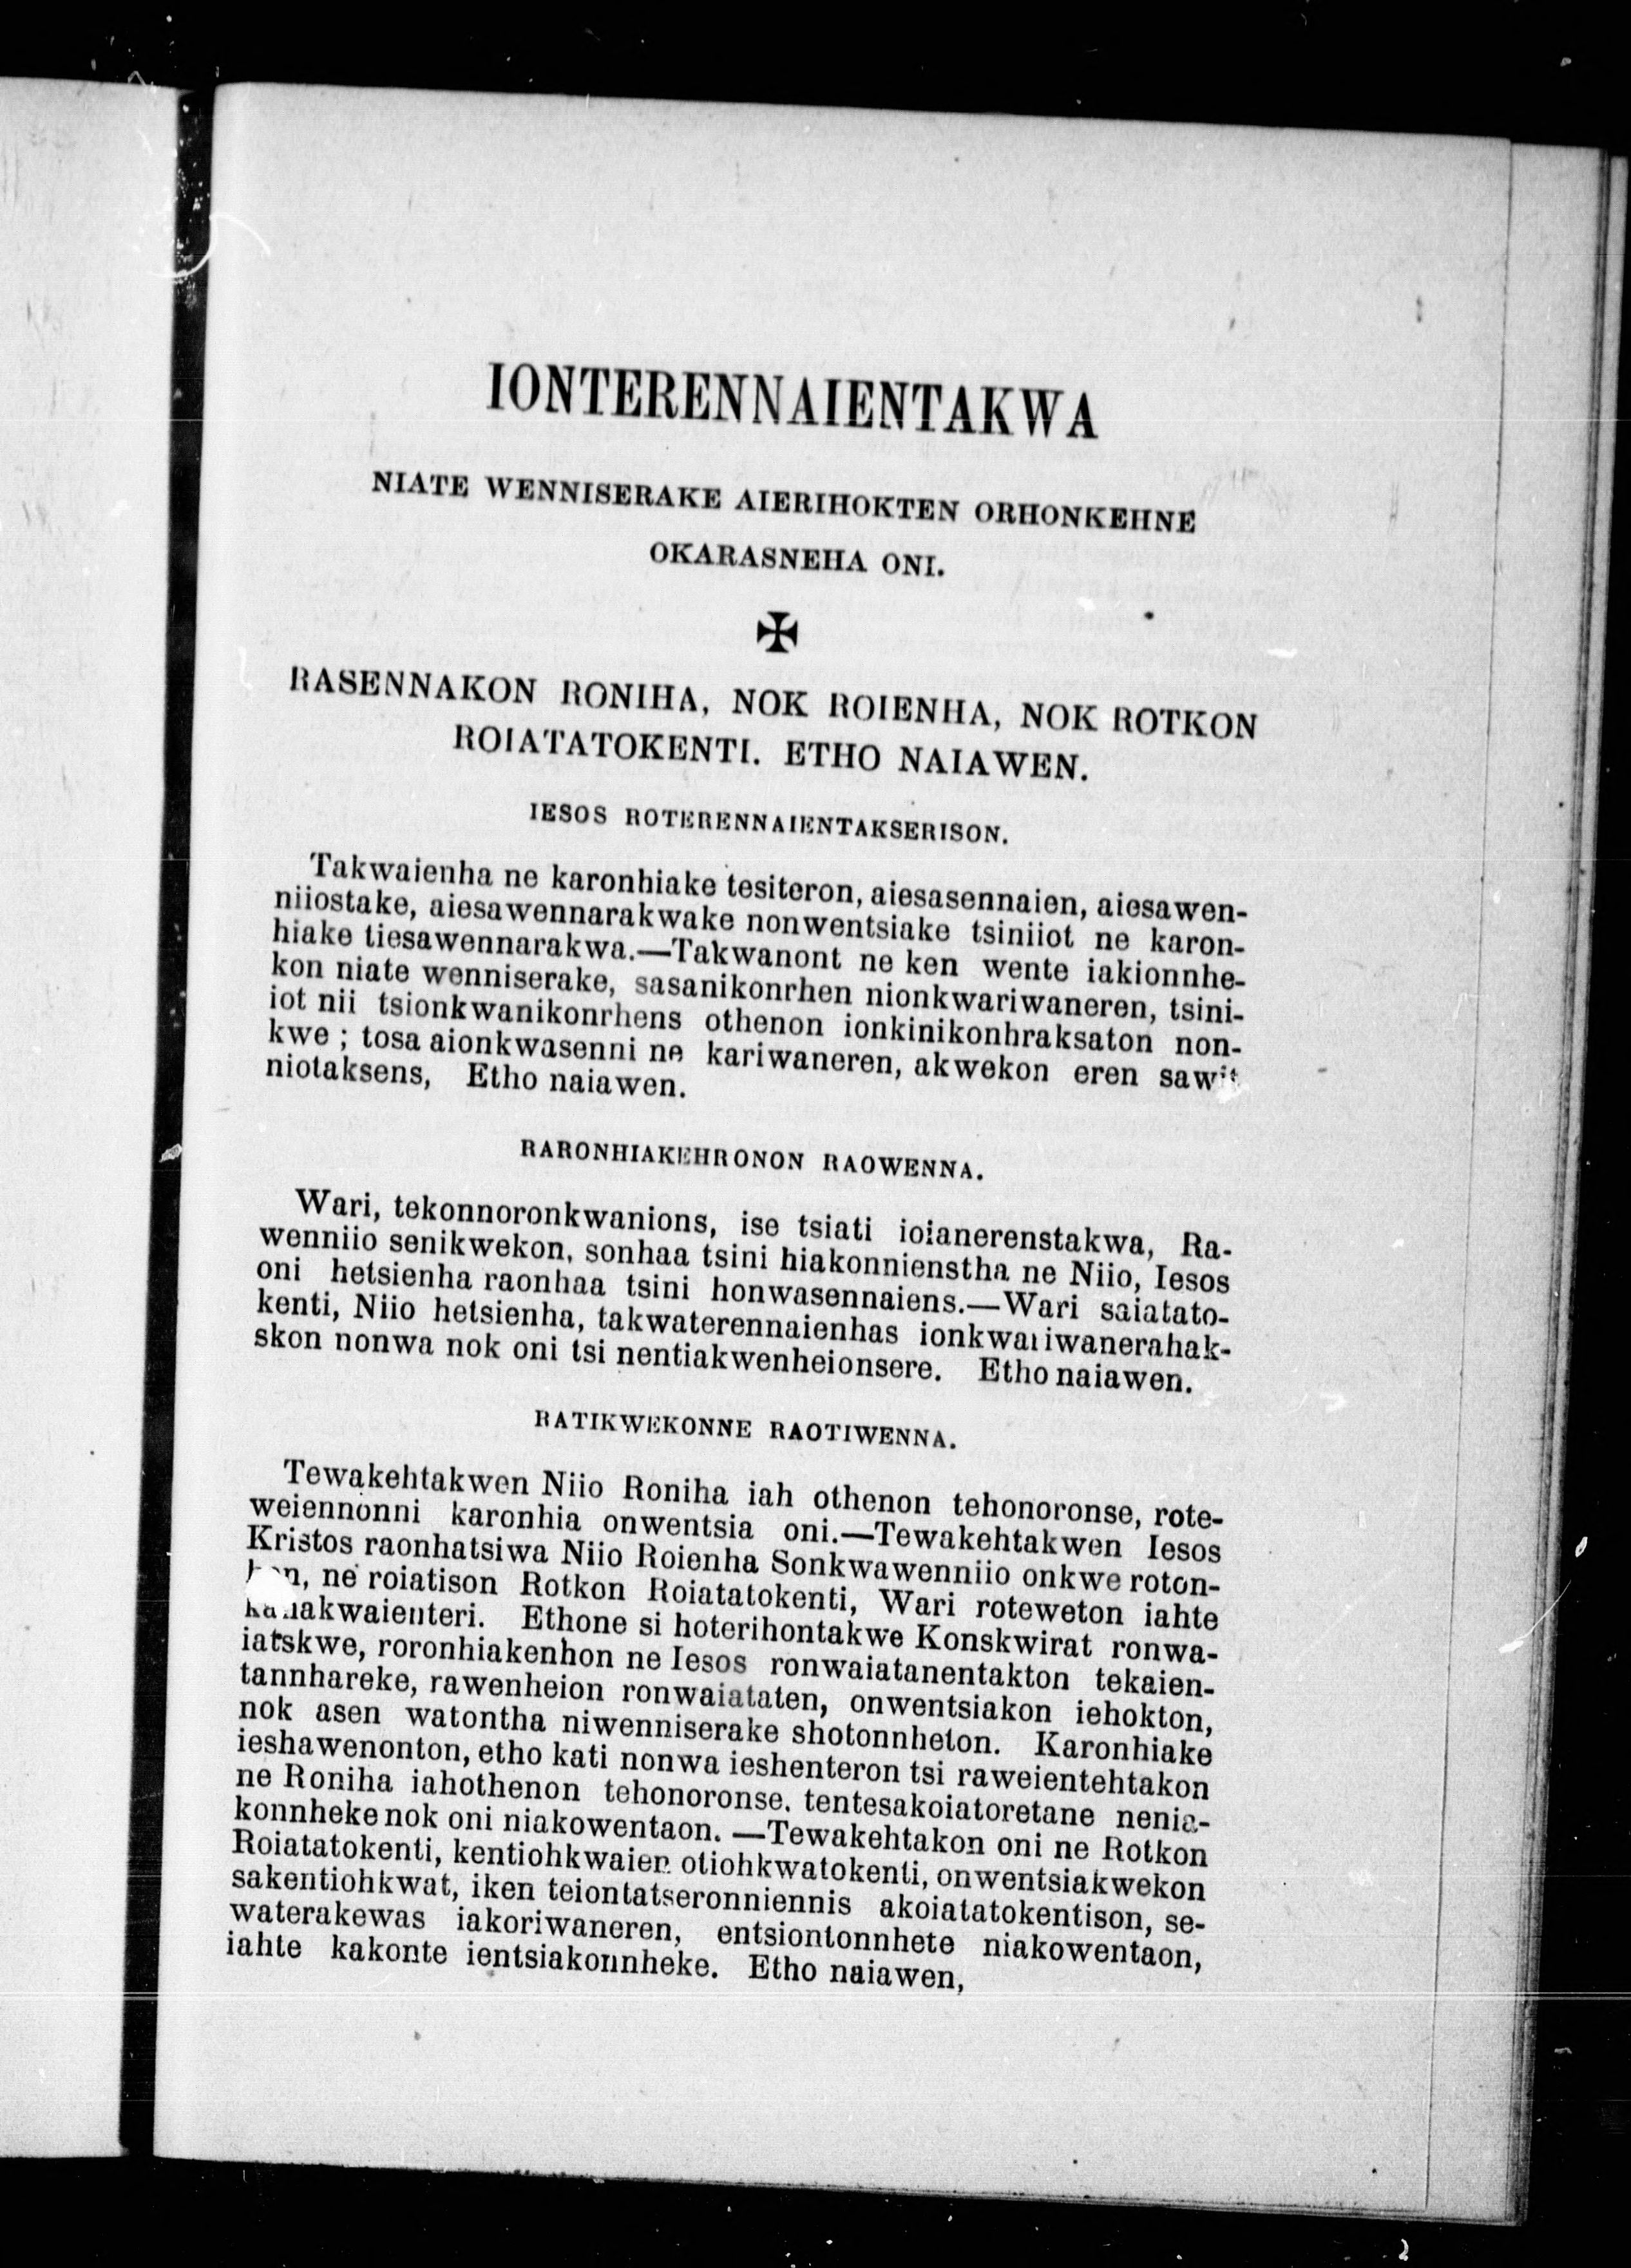 IONTERENNAIENTAKWA
NIATE WENNISERAKE AIERIHOKTEN ORHONKEHNE
OKARASNEHA ONI.
✠
RASENNAKON RONIHA, NOK ROIENHA, NOK ROTKON
ROIATATOKENTI. ETHO NAIAWEN.
IESOS ROTERENNAIENTAKSERISON.
Takwaienha ne karonhiake tesiteron, aiesasennaien, aiesawen-
niiostake, aiesawennarakwake nonwentsiake tsiniiot ne karon-
hiake tiesawennarakwa.—Takwanont ne ken wente iakionnhe-
kon niate wenniserake, sasanikonrhen nionkwariwaneren, tsini-
iot nii tsionkwanikonrhens othenon ionkinikonhraksaton non-
kwe ; tosa aionkwasenni ne kariwaneren, akwekon eren sawit
niotaksens, Etho naiawen.
RARONHIAKEHRONON RAOWENNA.
Wari, tekonnoronkwanions, ise tsiati ioianerenstakwa, Ra-
wenniio senikwekon, sonhaa tsini hiakonnienstha ne Niio, Iesos
oni hetsienha raonhaa tsini honwasennaiens.—Wari saiatato-
kenti, Niio hetsienha, takwaterennaienhas ionkwariwanerahak-
skon nonwa nok oni tsi nentiakwenheionsere. Etho naiawen.
RATIKWEKONNE RAOTIWENNA.
Tewakehtakwen Niio Roniha iah othenon tehonoronse, rote-
weiennonni karonhia onwentsia oni.—Tewakehtakwen Iesos
Kristos raonhatsiwa Niio Roienha Sonkwawenniio onkwe roton-
ne roiatison Rotkon Roiatatokenti, Wari roteweton iahte
Ethone si hoterihontakwe Konskwirat ronwa-
iatskwe, roronhiakenhon ne Iesos ronwaiatanentakton tekaien-
tannhareke, rawenheion ronwaiataten, onwentsiakon iehokton,
nok asen watontha niwenniserake shotonnheton. Karonhiake
ieshawenonton, etho kati nonwa ieshenteron tsi raweientehtakon
ne Roniha iahothenon tehonoronse. tentesakoiatoretane nenia-
konnheke nok oni niakowentaon. —Tewakehtakon oni ne Rotkon
Roiatatokenti, kentiohkwaien otiohkwatokenti, onwentsiakwekon
sakentiohkwat, iken teiontatseronniennis akoiatatokentison, se-
waterakewas iakoriwaneren, entsiontonnhete niakowentaon,
iahte kakonte ientsiakonnheke. Etho naiawen,